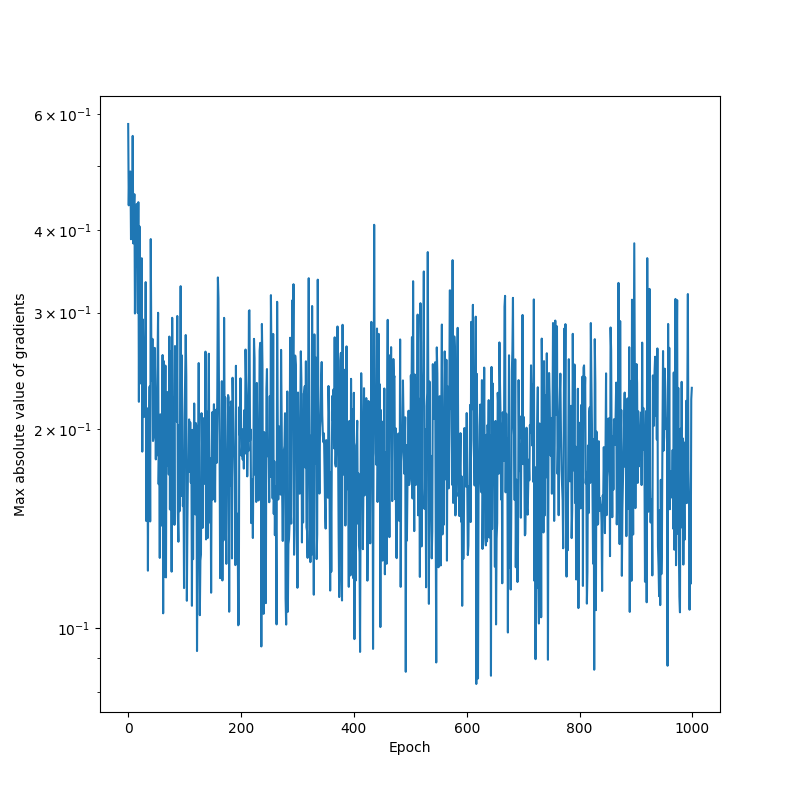 Max absolute value of gradients
6 × 10⁻¹
4 × 10⁻¹
3 × 10⁻¹
2 × 10⁻¹
10⁻¹
0 200 400 600 800 1000
Epoch